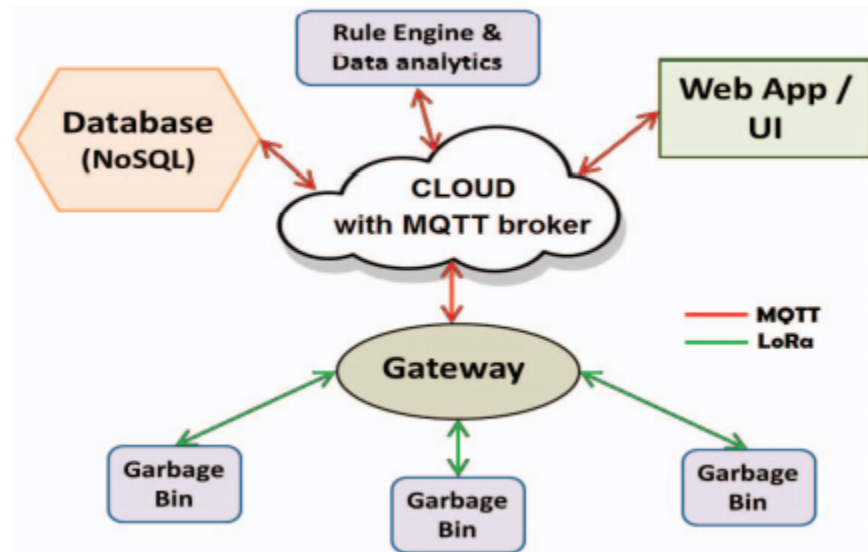 Rule Engine &
Data analytics
Database
(NoSQL)
Web App /
UI
CLOUD
with MQTT broker
MQTT
LoRa
Gateway
Garbage
Bin
Garbage
Bin
Garbage
Bin